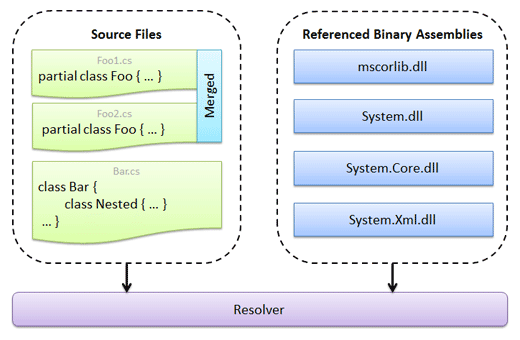 Source Files
Foo1.cs
partial class Foo { ... }
Foo2.cs
partial class Foo { ... }
Merged
Bar.cs
class Bar {
class Nested { ... }
... }
Referenced Binary Assemblies
mscorlib.dll
System.dll
System.Core.dll
System.Xml.dll
Resolver